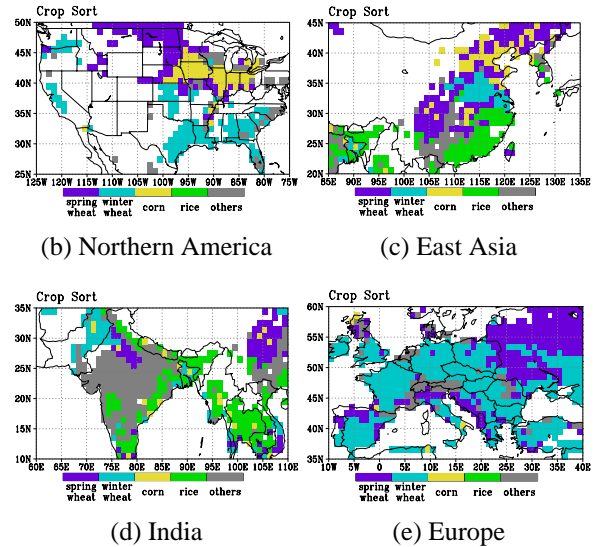 Crop Sort
50N
45N
40N
35N
30N
25N
125W 120W 115W 110W 105W 100W 95W 90W 85W 80W 75W
spring wheat winter wheat corn rice others
(b) Northern America
Crop Sort
45N
40N
35N
30N
25N
20N
85E 90E 95E 100E 105E 110E 115E 120E 125E 130E 135E
spring wheat winter wheat corn rice others
(c) East Asia
Crop Sort
35N
30N
25N
20N
15N
10N
60E 65E 70E 75E 80E 85E 90E 95E 100E 105E 110E
spring wheat winter wheat corn rice others
(d) India
Crop Sort
60N
55N
50N
45N
40N
35N
10W 5W 0 5E 10E 15E 20E 25E 30E 35E 40E
spring wheat winter wheat corn rice others
(e) Europe